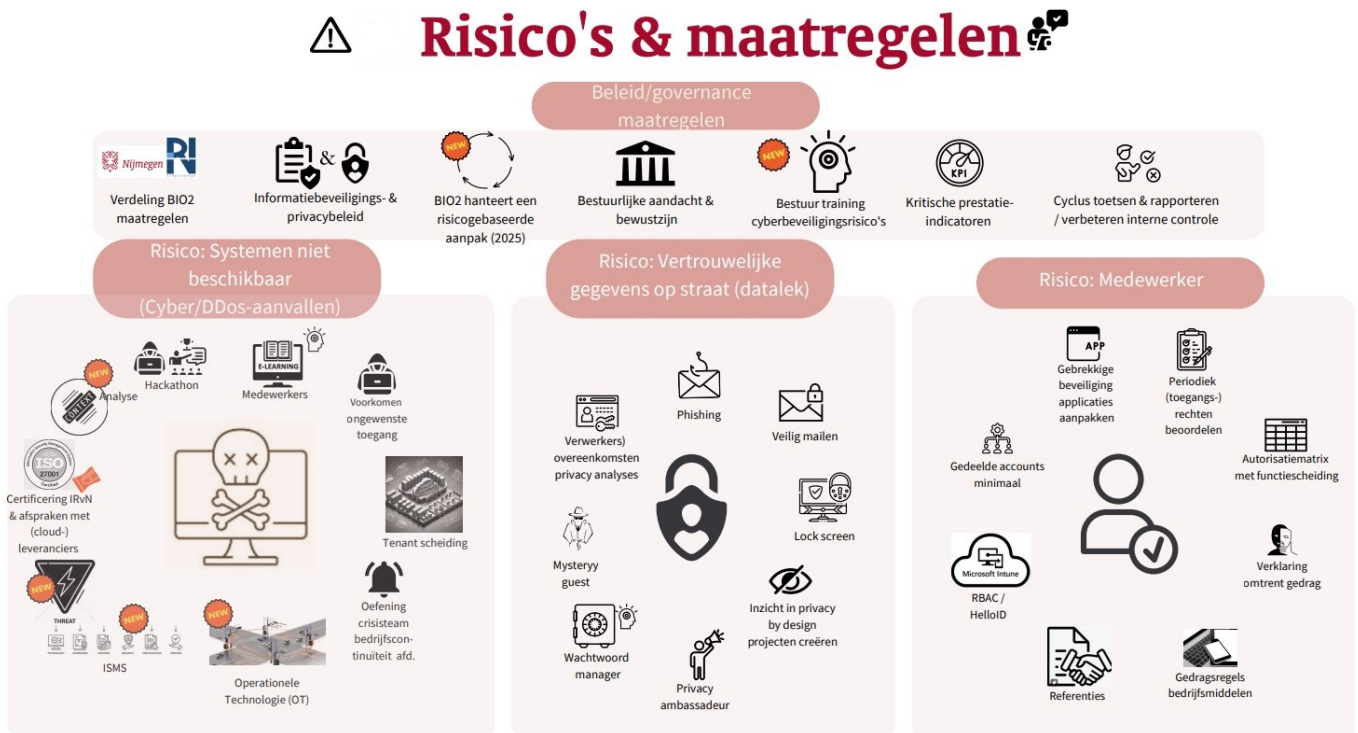 Risico's & maatregelen
Beleid/governance
maatregelen
Nijmegen
RIN
&
NEW
NEW
KPI
Verdeling BIO2
maatregelen
Informatiebeveiligings- &
privacybeleid
BIO2 hanteert een
risicogebaseerde
aanpak (2025)
Bestuurlijke aandacht &
bewustzijn
Bestuur training
cyberbeveiligingsrisico's
Kritische prestatie-
indicatoren
Cyclus toetsen & rapporteren
/ verbeteren interne controle
Risico: Systemen niet
beschikbaar
(Cyber/DDos-aanvallen)
NEW
CONTEXT
Analyse
Hackathon
E-LEARNING
Medewerkers
Voorkomen
ongewenste
toegang
ISO
27001
Certified
Certificering IRvN
& afspraken met
(cloud-)
leveranciers
Tenant scheiding
NEW
THREAT
NEW
ISMS
NEW
Operationele
Technologie (OT)
Oefening
crisisteam
bedrijfscon-
tinuïteit afd.
Risico: Vertrouwelijke
gegevens op straat (datalek)
Phishing
Veilig mailen
Verwerkers)
overeenkomsten
privacy analyses
Lock screen
Mysteryy
guest
Inzicht in privacy
by design
projecten creëren
Wachtwoord
manager
Privacy
ambassadeur
Risico: Medewerker
APP
Gebrekkige
beveiliging
applicaties
aanpakken
Periodiek
(toegangs-)
rechten
beoordelen
Gedeelde accounts
minimaal
Autorisatiematrix
met functiescheiding
Microsoft Intune
RBAC /
HelloID
Verklaring
omtrent gedrag
Referenties
Gedragsregels
bedrijfsmiddelen